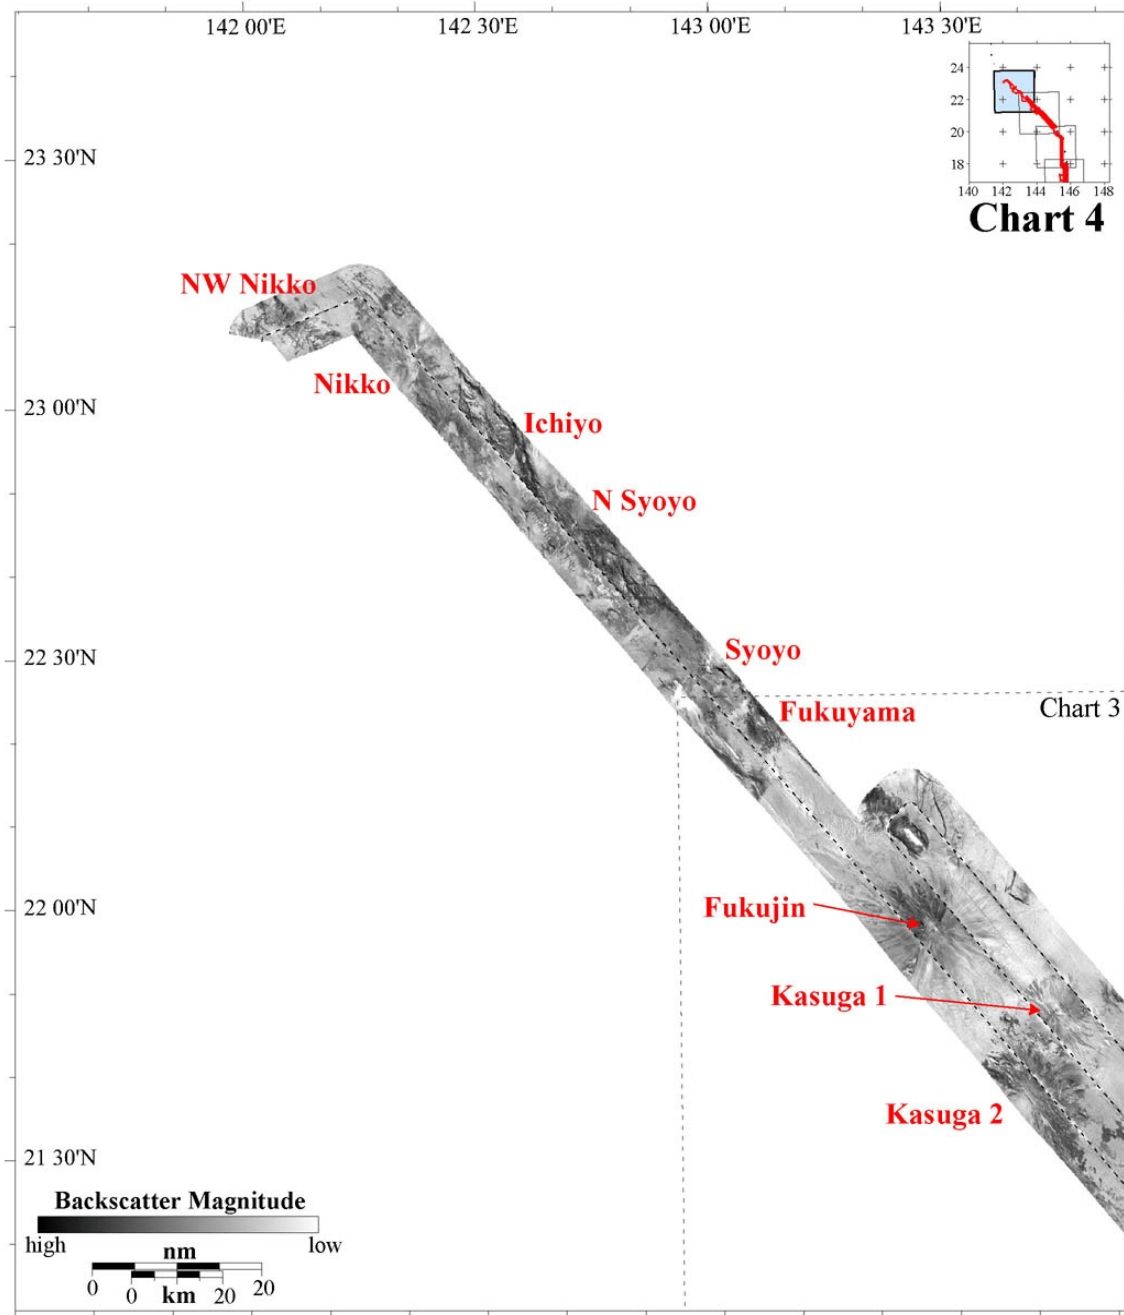 142 00'E
142 30'E
143 00'E
143 30'E
24
22
20
18
140 142 144 146 148
Chart 4
23 30'N
NW Nikko
Nikko
23 00'N
Ichiyo
N Syoyo
22 30'N
Syoyo
Chart 3
Fukuyama
22 00'N
Fukujin
Kasuga 1
Kasuga 2
21 30'N
Backscatter Magnitude
high
low
nm
0
20
0
km
20